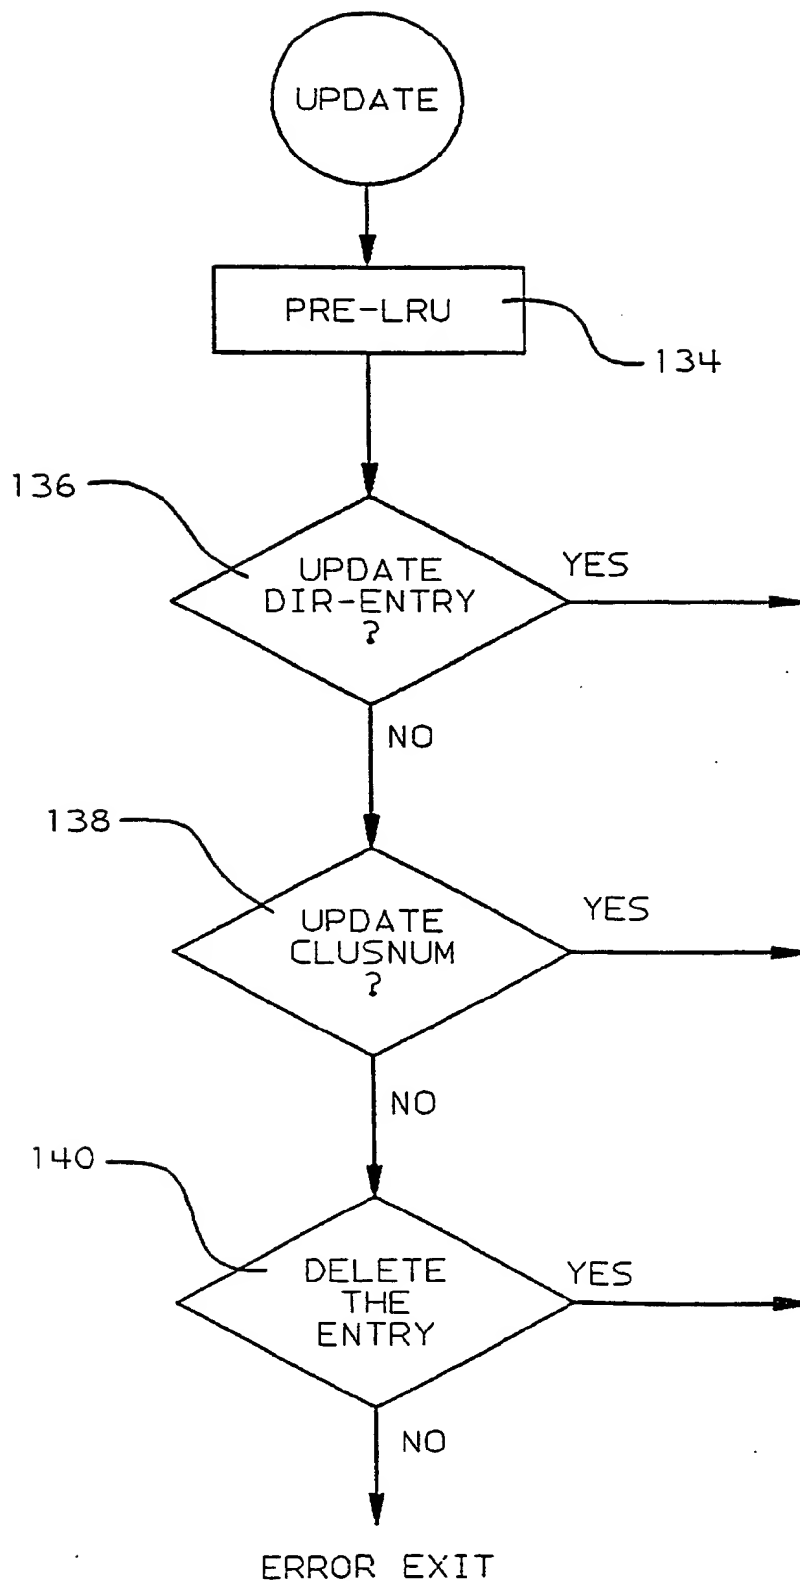 UPDATE
PRE-LRU
134
136
UPDATE
DIR-ENTRY
?
YES
NO
138
UPDATE
CLUSNUM
?
YES
NO
140
DELETE
THE
ENTRY
YES
NO
ERROR EXIT